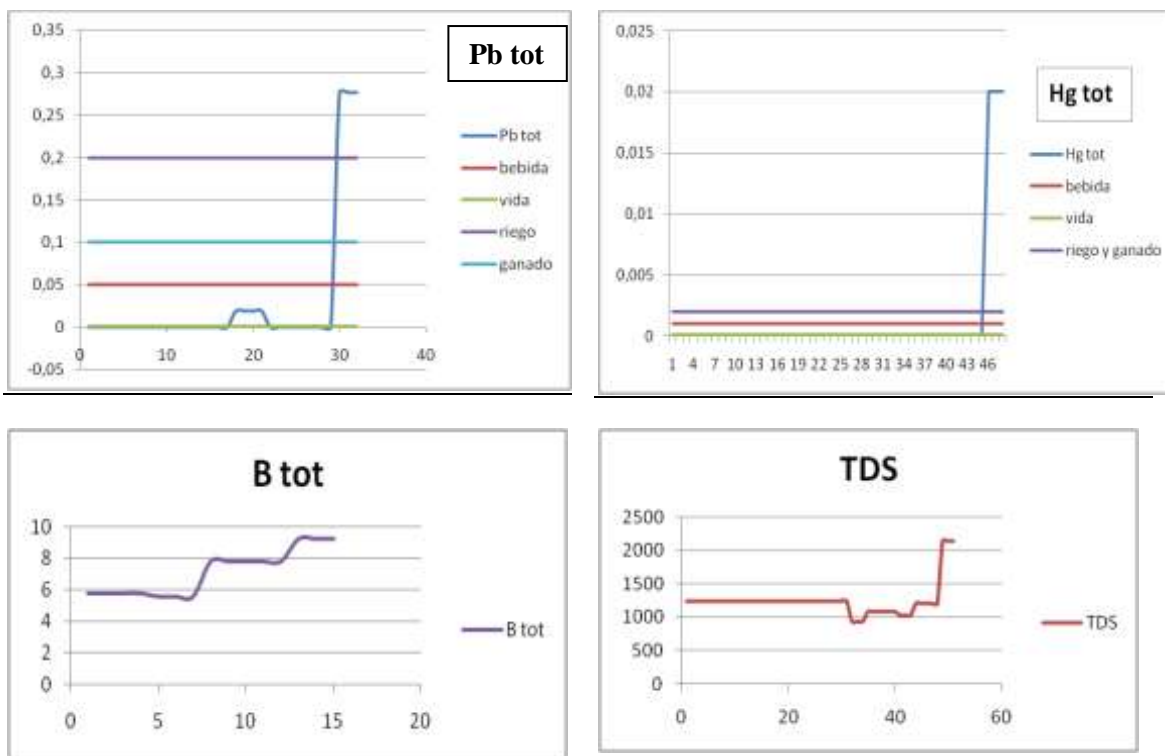 Pb tot
0,35
0,3
0,25
0,2
0,15
0,1
0,05
0
-0,05
0 10 20 30 40
Pb tot
bebida
vida
riego
ganado
Hg tot
0,025
0,02
0,015
0,01
0,005
0
1 4 7 10 13 16 19 22 25 28 31 34 37 40 43 46
Hg tot
bebida
vida
riego y ganado
B tot
10
8
6
4
2
0
0 5 10 15 20
B tot
TDS
2500
2000
1500
1000
500
0
0 20 40 60
TDS